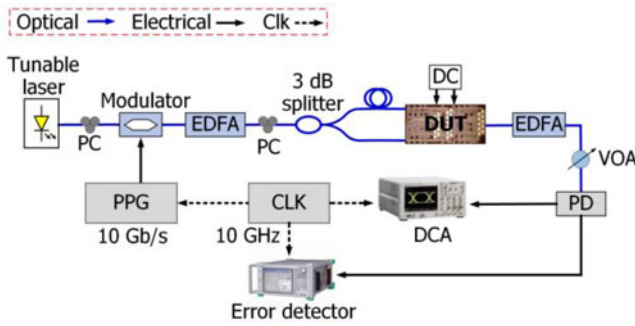 Optical Electrical Clk
Tunable
laser
PC
Modulator
EDFA
PC
3 dB
splitter
DC
DUT
EDFA
VOA
PPG
10 Gb/s
CLK
10 GHz
DCA
PD
Error detector